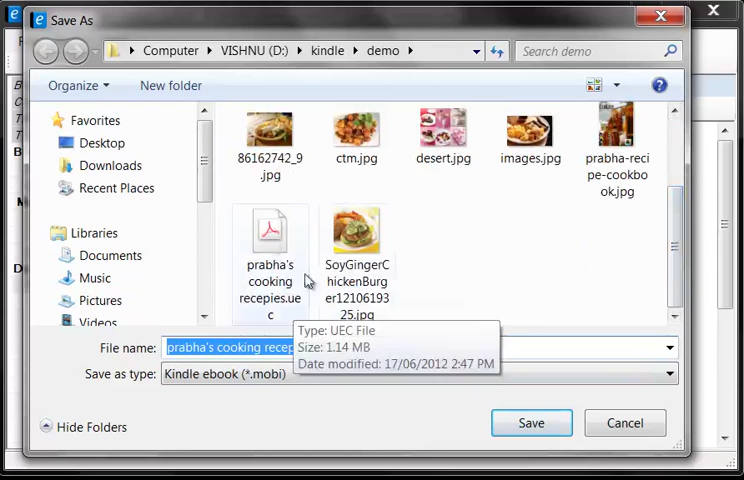 Save As
Computer VISHNU (D:) kindle demo
Search demo
Organize New folder
Favorites
Desktop
Downloads
Recent Places
Libraries
Documents
Music
Pictures
Videos
86162742_9
.jpg
ctm.jpg
desert.jpg
images.jpg
prabha-reci
pe-cookbo
ok.jpg
prabha's
cooking
recepies.ue
c
SoyGingerC
hickenBurg
er12106193
25.jpg
Type: UEC File
Size: 1.14 MB
Date modified: 17/06/2012 2:47 PM
File name: prabha's cooking recep
Save as type: Kindle ebook (*.mobi)
Hide Folders
Save
Cancel